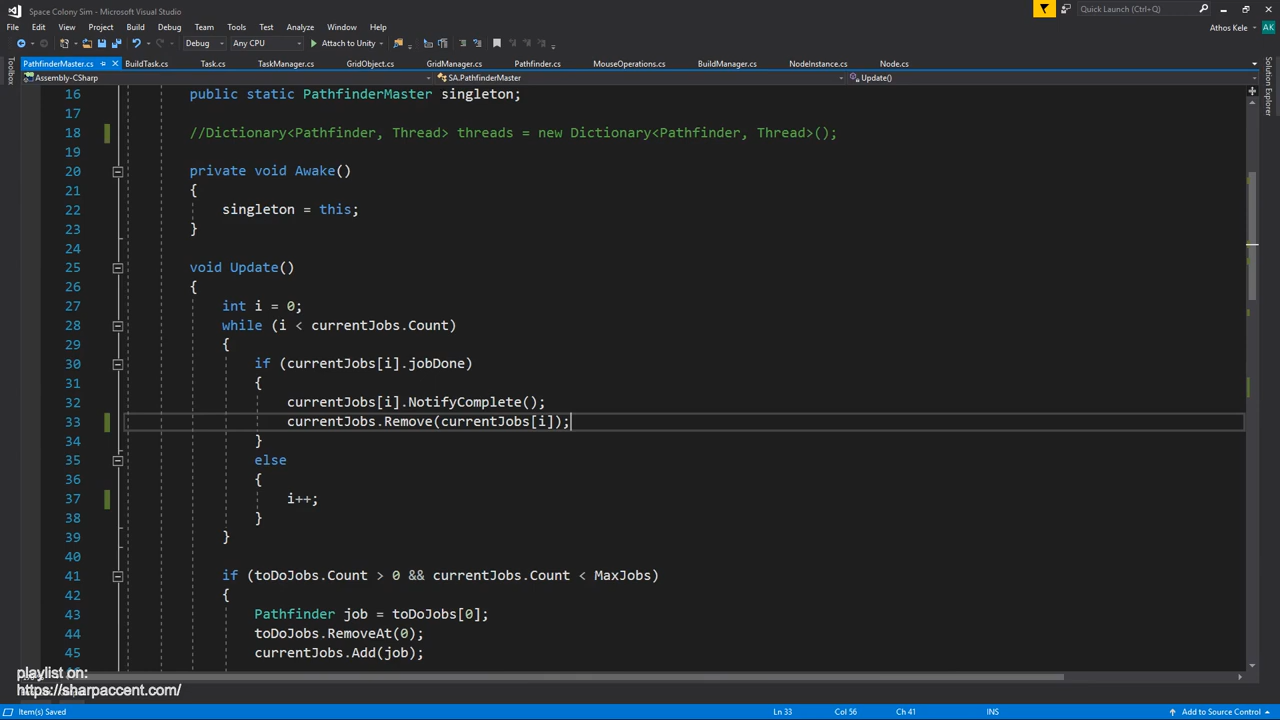 Space Colony Sim - Microsoft Visual Studio
Quick Launch (Ctrl+Q)
File Edit View Project Build Debug Team Tools Test Analyze Window Help
Athos Kele AK
Debug Any CPU Attach to Unity
PathfinderMaster.cs BuildTask.cs Task.cs TaskManager.cs GridObject.cs GridManager.cs Pathfinder.cs MouseOperations.cs BuildManager.cs NodeInstance.cs Node.cs
Assembly-CSharp SA.PathfinderMaster Update()
Toolbox
Solution Explorer
16 public static PathfinderMaster singleton;
17
18 //Dictionary<Pathfinder, Thread> threads = new Dictionary<Pathfinder, Thread>();
19
20 private void Awake()
21 {
22 singleton = this;
23 }
24
25 void Update()
26 {
27 int i = 0;
28 while (i < currentJobs.Count)
29 {
30 if (currentJobs[i].jobDone)
31 {
32 currentJobs[i].NotifyComplete();
33 currentJobs.Remove(currentJobs[i]);
34 }
35 else
36 {
37 i++;
38 }
39 }
40
41 if (toDoJobs.Count > 0 && currentJobs.Count < MaxJobs)
42 {
43 Pathfinder job = toDoJobs[0];
44 toDoJobs.RemoveAt(0);
45 currentJobs.Add(job);
playlist on:
https://sharpaccent.com/
Item(s) Saved Ln 33 Col 56 Ch 41 INS Add to Source Control